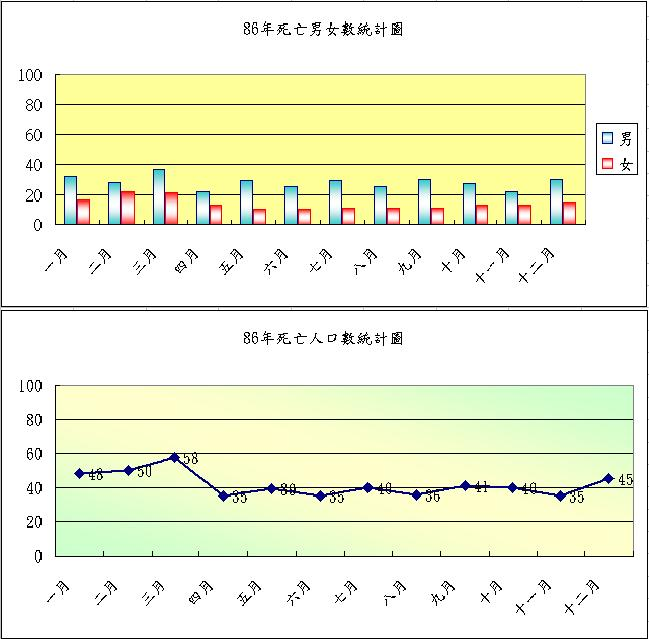 86年死亡男女數統計圖
100
80
60
40
20
0
一月 二月 三月 四月 五月 六月 七月 八月 九月 十月 十一月 十二月
男
女
86年死亡人口數統計圖
100
80
60
40
20
0
48 50 58 35 39 35 40 36 41 40 35 45
一月 二月 三月 四月 五月 六月 七月 八月 九月 十月 十一月 十二月